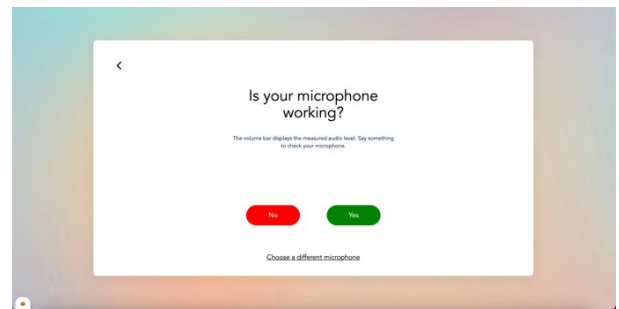 Is your microphone
working?
The volume bar displays the measured audio level. Say something
to check your microphone.
No
Yes
Choose a different microphone